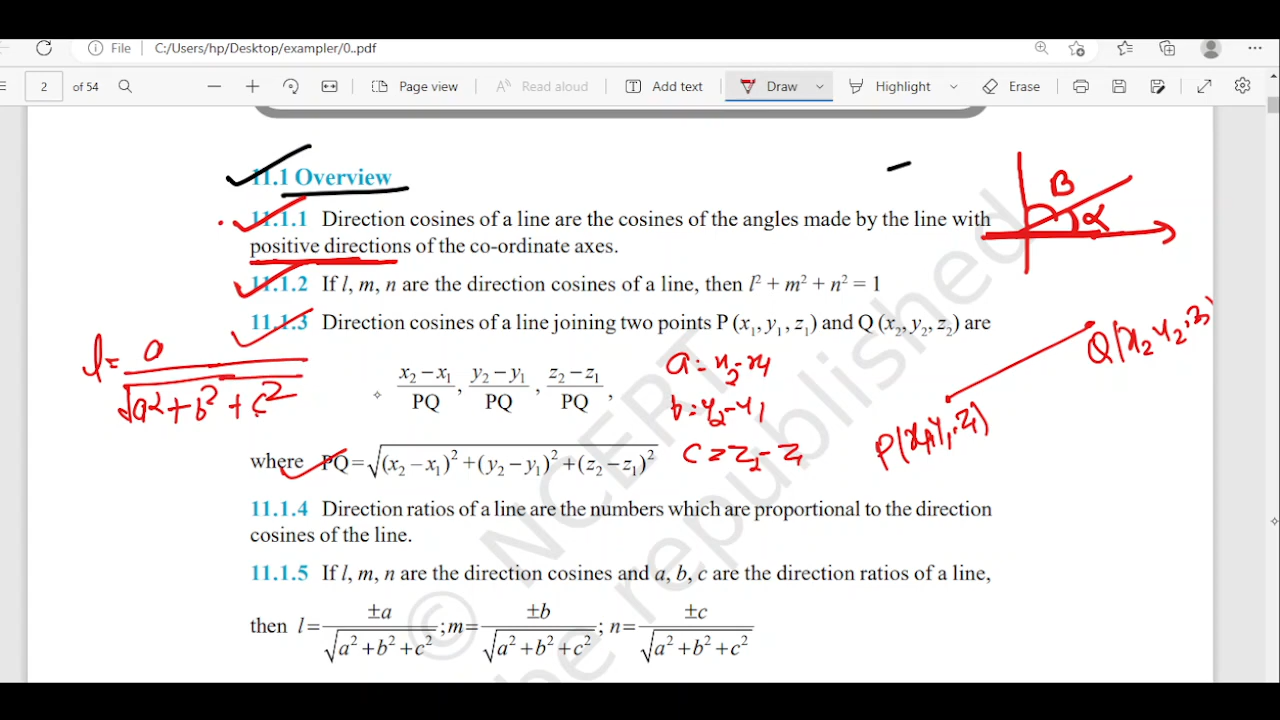 File C:/Users/hp/Desktop/exampler/0..pdf
2 of 54 Page view Read aloud Add text Draw Highlight Erase
11.1 Overview
11.1.1 Direction cosines of a line are the cosines of the angles made by the line with
positive directions of the co-ordinate axes.
B
α
11.1.2 If l, m, n are the direction cosines of a line, then l² + m² + n² = 1
11.1.3 Direction cosines of a line joining two points P (x₁, y₁, z₁) and Q (x₂, y₂, z₂) are
l = a / √a² + b² + c²
(x₂ – x₁)/PQ, (y₂ – y₁)/PQ, (z₂ – z₁)/PQ,
a = x₂ - x₁
b = y₂ - y₁
c = z₂ - z₁
P(x₁, y₁, z₁)
where PQ = √(x₂ – x₁)² + (y₂ – y₁)² + (z₂ – z₁)²
11.1.4 Direction ratios of a line are the numbers which are proportional to the direction
cosines of the line.
11.1.5 If l, m, n are the direction cosines and a, b, c are the direction ratios of a line,
then l = ±a/√a² + b² + c² ; m = ±b/√a² + b² + c² ; n = ±c/√a² + b² + c²
© NCERT
be republished